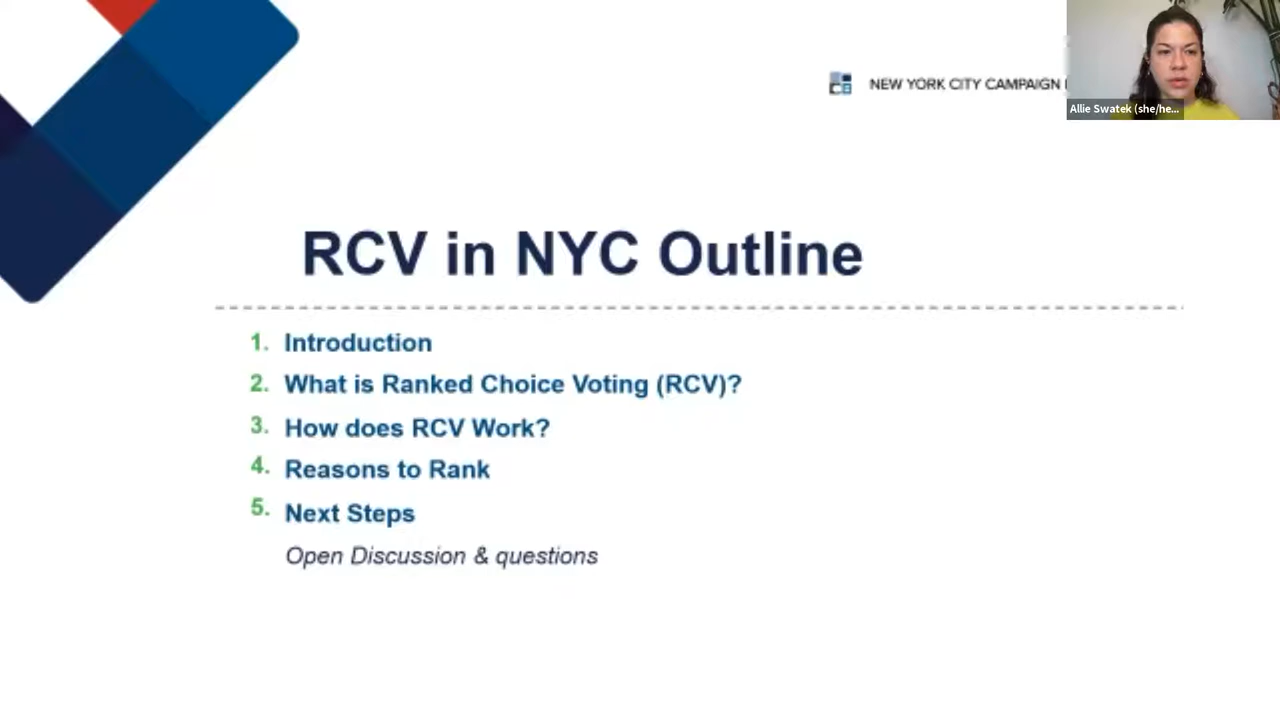 NEW YORK CITY CAMPAIGN
Allie Swatek (she/he...
RCV in NYC Outline
1. Introduction
2. What is Ranked Choice Voting (RCV)?
3. How does RCV Work?
4. Reasons to Rank
5. Next Steps
Open Discussion & questions